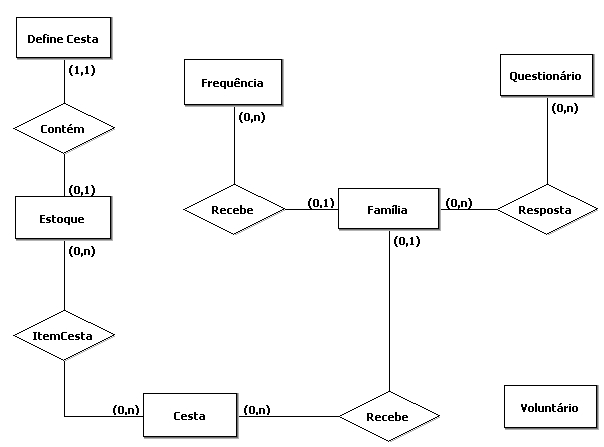 Define Cesta
(1,1)
Contém
(0,1)
Estoque
(0,n)
ItemCesta
(0,n)
Cesta
(0,n)
Recebe
(0,1)
Família
(0,1)
Recebe
(0,n)
Frequência
(0,n)
Resposta
(0,n)
Questionário
Voluntário